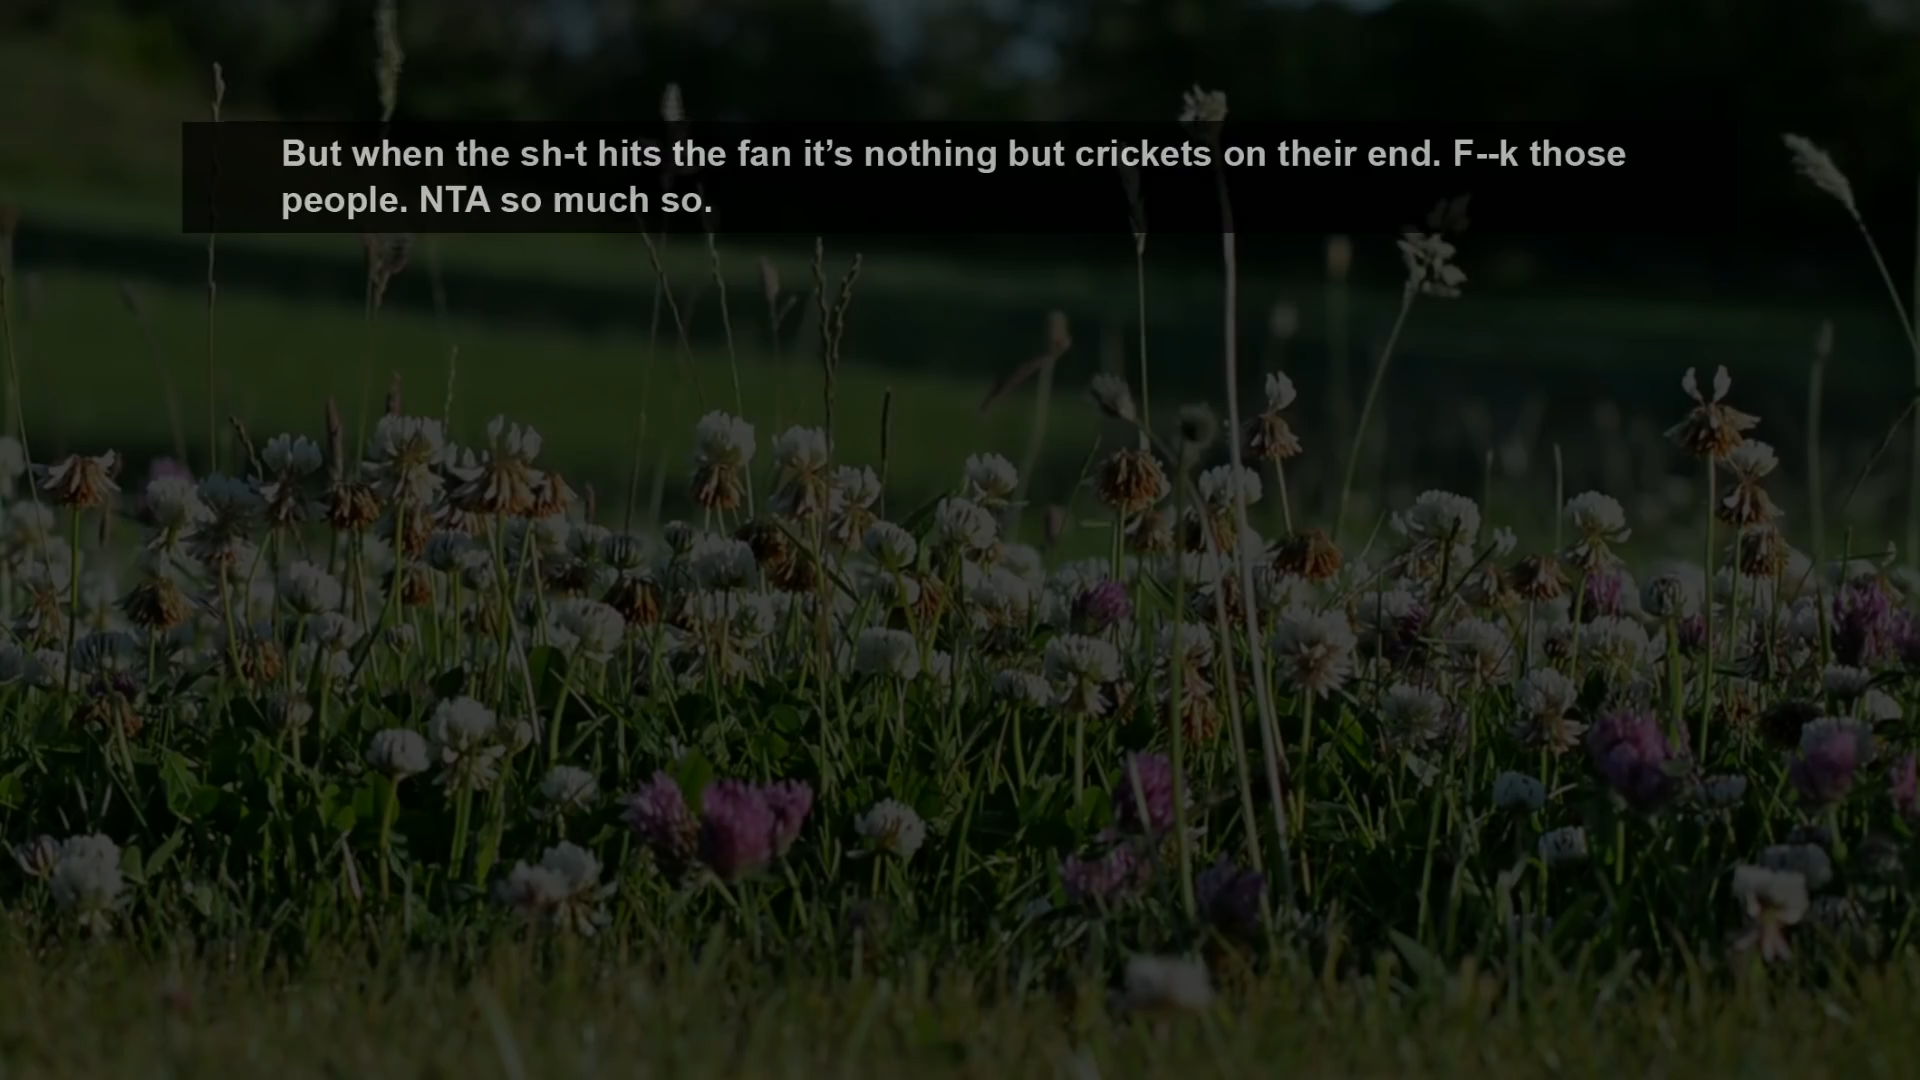 But when the sh-t hits the fan it’s nothing but crickets on their end. F--k those
people. NTA so much so.